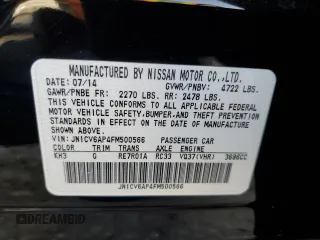 MANUFACTURED BY NISSAN MOTOR CO.,LTD.
DATE: 07/14 GVWR/PNBV: 4722 LBS.
GAWR/PNBE FR: 2270 LBS. RR: 2478 LBS.
THIS VEHICLE CONFORMS TO ALL APPLICABLE FEDERAL
MOTOR VEHICLE SAFETY, BUMPER, AND THEFT
PREVENTION STANDARDS IN EFFECT ON THE DATE OF
MANUFACTURE SHOWN ABOVE.
VIN: JN1CV6AP4FM500566 PASSENGER CAR
COLOR TRIM TRANS AXLE ENGINE
KH3 G RE7R01A RC33 VQ37(VHR) 3696CC
JN1CV6AP4FM500566